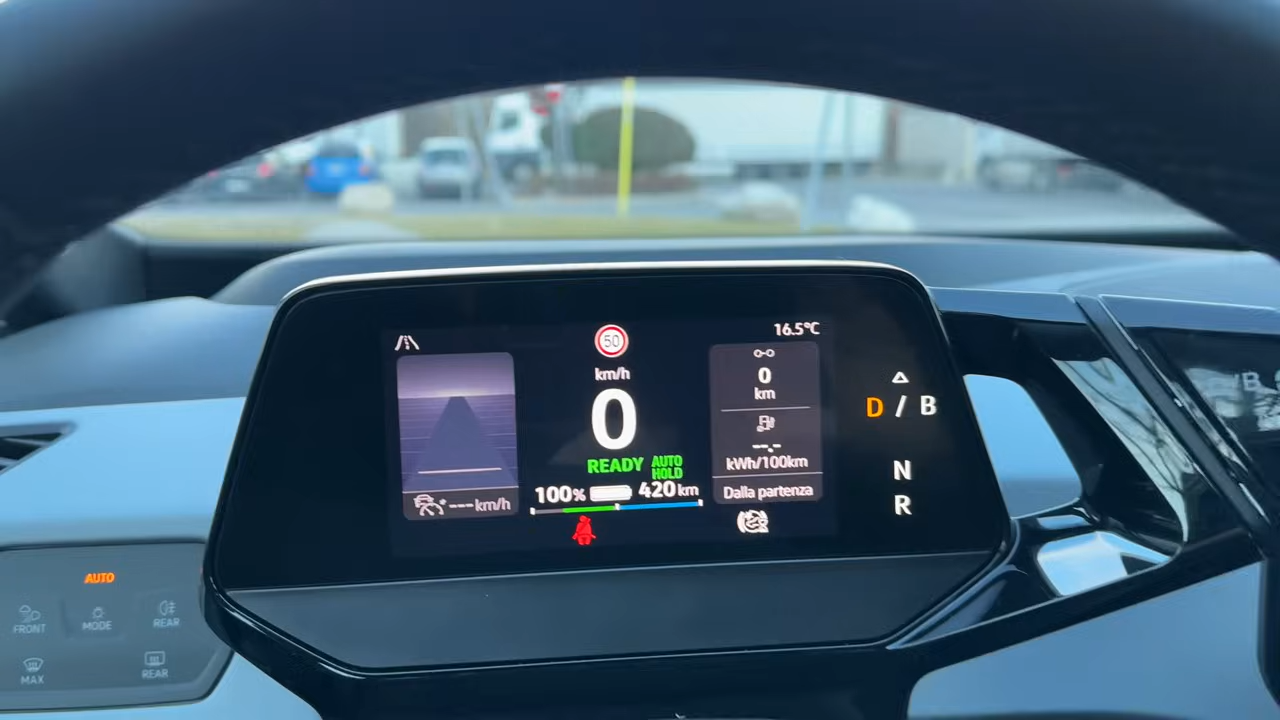 16.5°C
50
km/h
0
READY
AUTO
HOLD
100%
420 km
--- km/h
0
km
--,-
kWh/100km
Dalla partenza
D / B
N
R
AUTO
FRONT
MODE
REAR
MAX
REAR